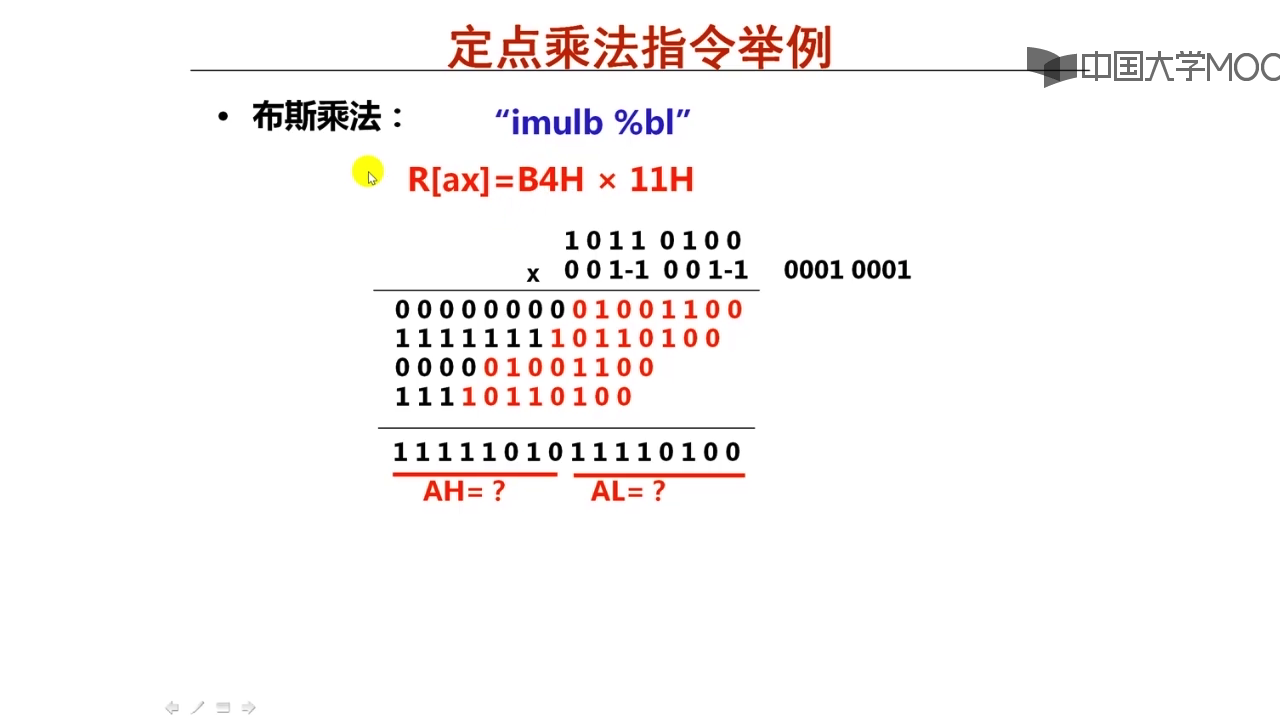 定点乘法指令举例
中国大学MOO
• 布斯乘法： “imulb %bl”
R[ax]=B4H × 11H
1 0 1 1 0 1 0 0
x 0 0 1-1 0 0 1-1 0001 0001
0 0 0 0 0 0 0 0 0 1 0 0 1 1 0 0
1 1 1 1 1 1 1 1 0 1 1 0 1 0 0
0 0 0 0 0 1 0 0 1 1 0 0
1 1 1 1 0 1 1 0 1 0 0
1 1 1 1 1 0 1 0 1 1 1 1 0 1 0 0
AH=？ AL=？